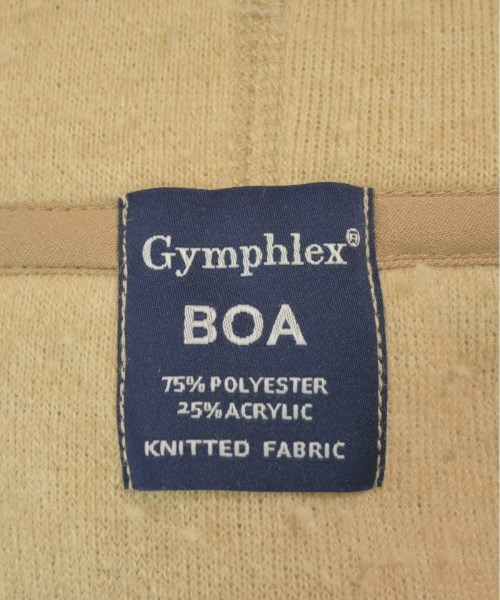 Gymphlex®
BOA
75% POLYESTER
25% ACRYLIC
KNITTED FABRIC